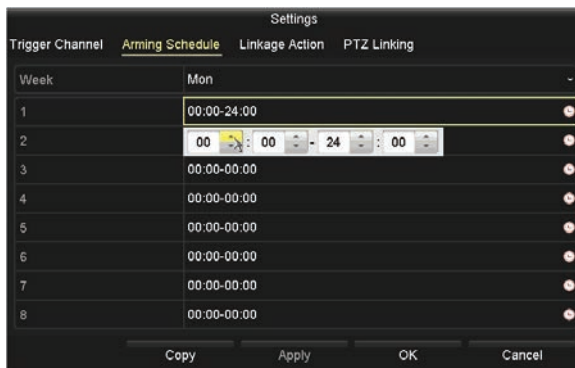 Settings
Trigger Channel Arming Schedule Linkage Action PTZ Linking
Week Mon
1 00:00-24:00
2 00 : 00 - 24 : 00
3 00:00-00:00
4 00:00-00:00
5 00:00-00:00
6 00:00-00:00
7 00:00-00:00
8 00:00-00:00
Copy Apply OK Cancel